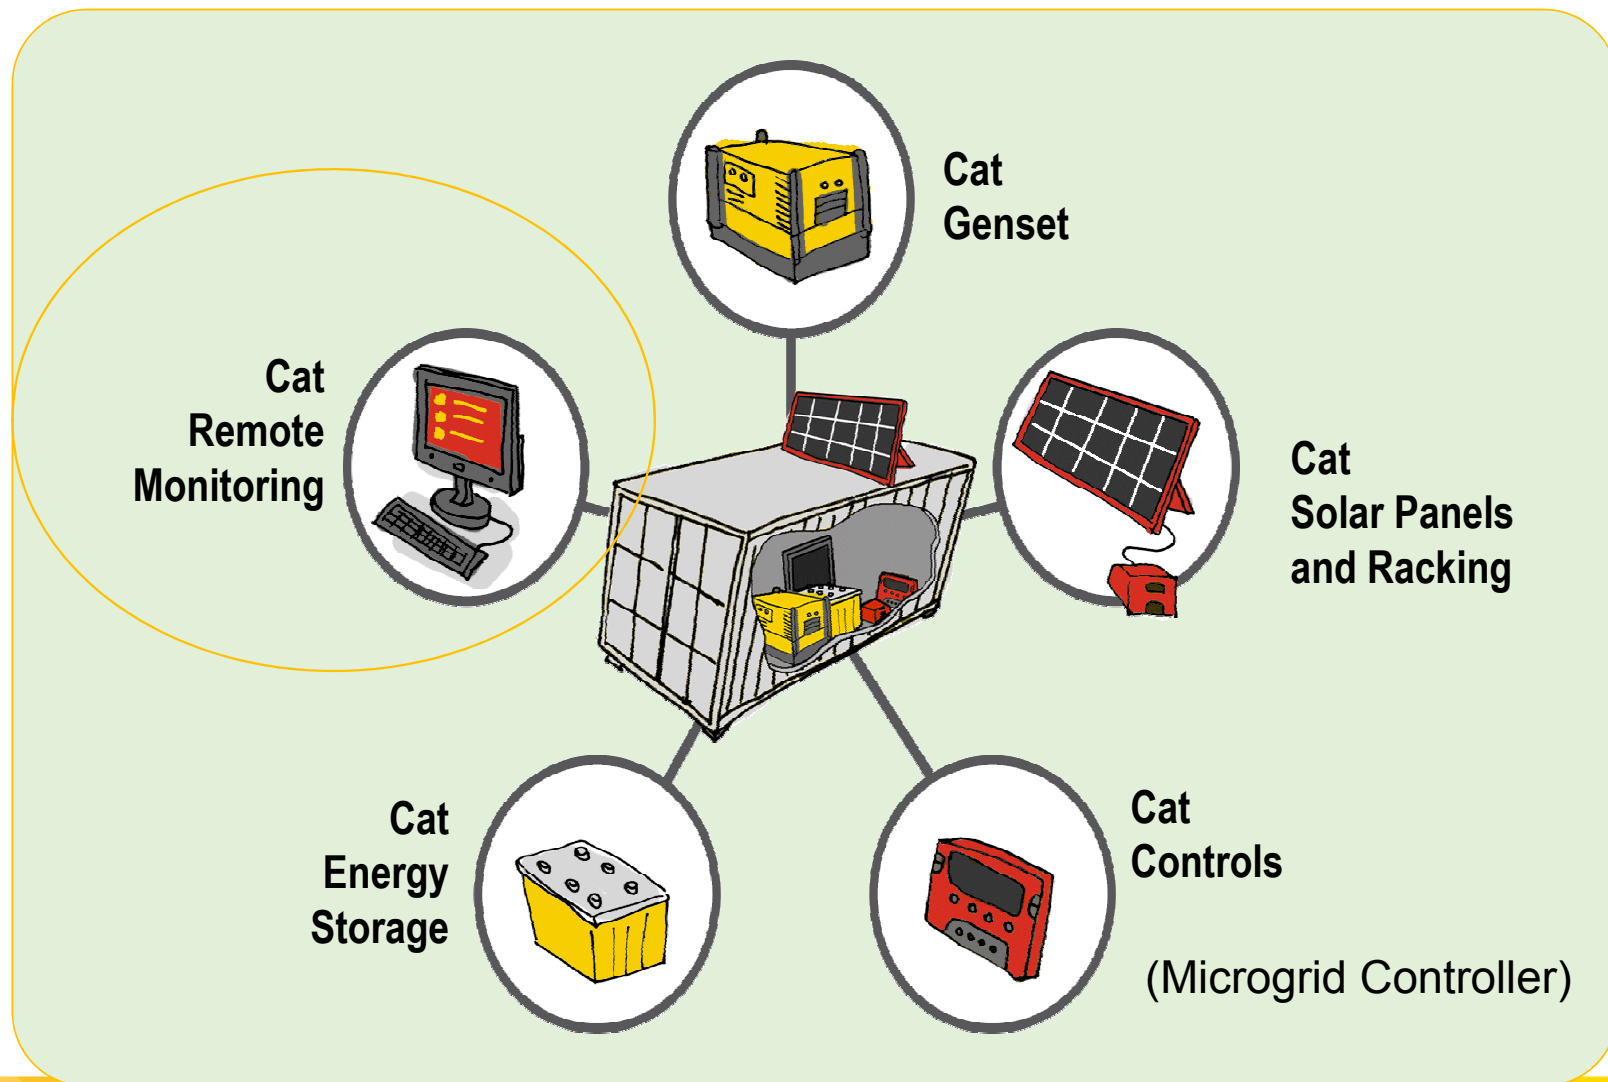 Cat
Genset
Cat
Remote
Monitoring
Cat
Solar Panels
and Racking
Cat
Energy
Storage
Cat
Controls
(Microgrid Controller)